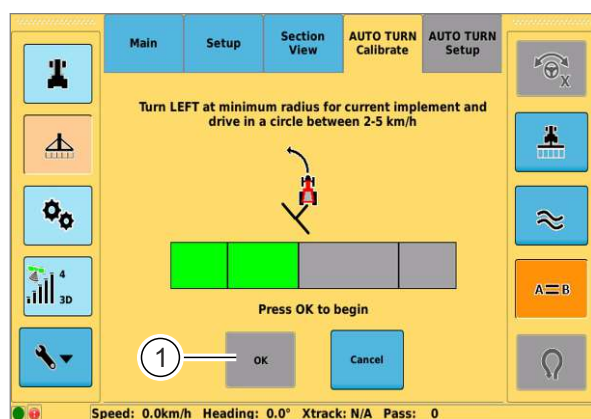 Main
Setup
Section
View
AUTO TURN
Calibrate
AUTO TURN
Setup
X
Turn LEFT at minimum radius for current implement and
drive in a circle between 2-5 km/h
4
3D
A=B
Press OK to begin
1
OK
Cancel
Speed: 0.0km/h Heading: 0.0° Xtrack: N/A Pass: 0